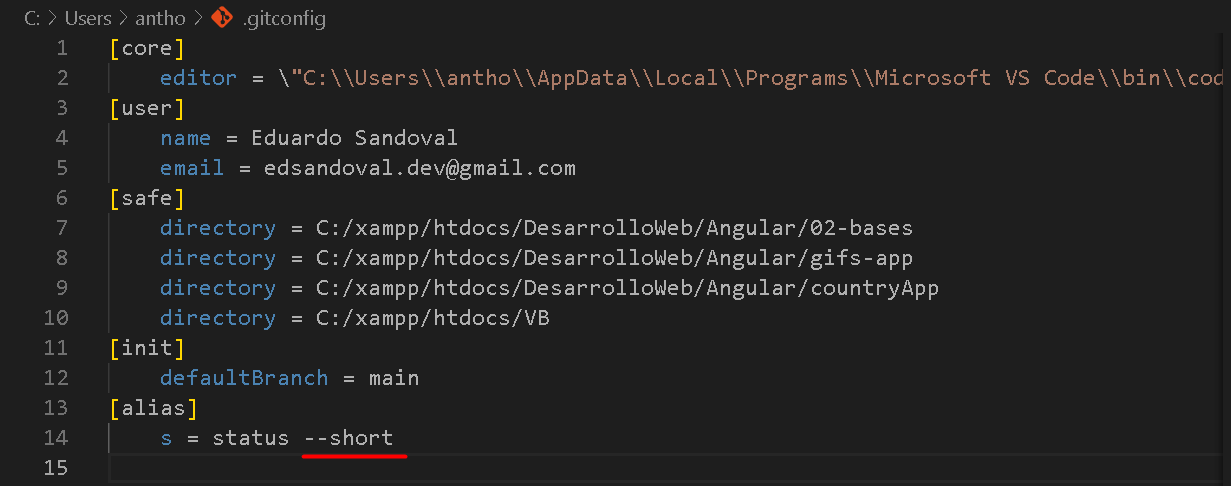 C: > Users > antho > .gitconfig
1 [core]
2 editor = \"C:\\Users\\antho\\AppData\\Local\\Programs\\Microsoft VS Code\\bin\\cod
3 [user]
4 name = Eduardo Sandoval
5 email = edsandoval.dev@gmail.com
6 [safe]
7 directory = C:/xampp/htdocs/DesarrolloWeb/Angular/02-bases
8 directory = C:/xampp/htdocs/DesarrolloWeb/Angular/gifs-app
9 directory = C:/xampp/htdocs/DesarrolloWeb/Angular/countryApp
10 directory = C:/xampp/htdocs/VB
11 [init]
12 defaultBranch = main
13 [alias]
14 s = status --short
15